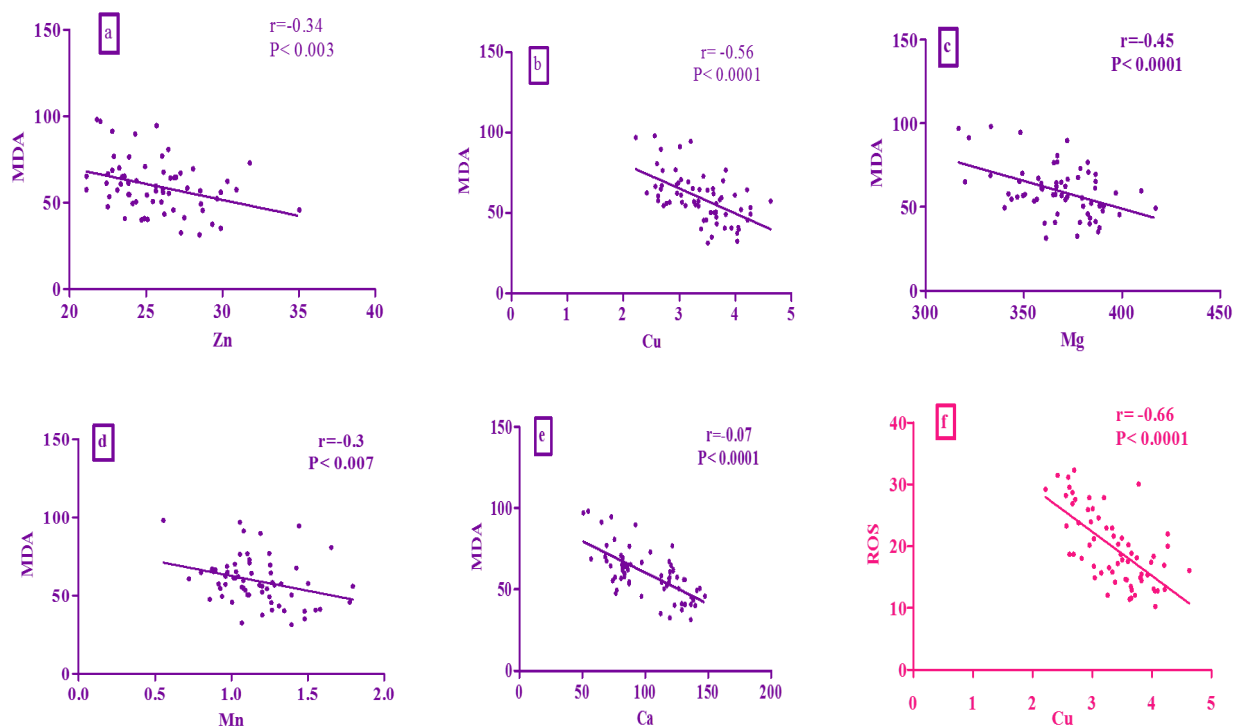 a
r=-0.34
P< 0.003
150
100
50
0
MDA
20 25 30 35 40
Zn
b
r= -0.56
P< 0.0001
150
100
50
0
MDA
0 1 2 3 4 5
Cu
c
r=-0.45
P< 0.0001
150
100
50
0
MDA
300 350 400 450
Mg
d
r=-0.3
P< 0.007
150
100
50
0
MDA
0.0 0.5 1.0 1.5 2.0
Mn
e
r=-0.07
P< 0.0001
150
100
50
0
MDA
0 50 100 150 200
Ca
f
r= -0.66
P< 0.0001
40
30
20
10
0
ROS
0 1 2 3 4 5
Cu